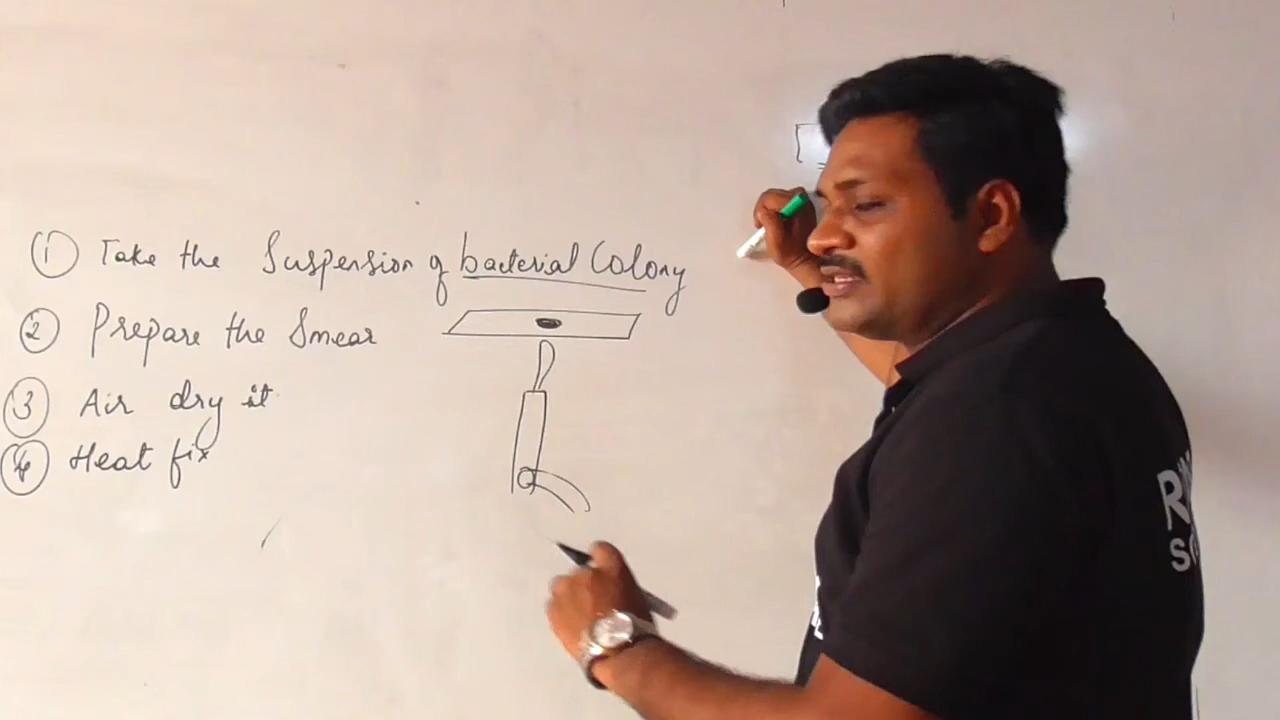 ① Take the Suspension of bacterial Colony
② Prepare the Smear
③ Air dry it
④ Heat fix